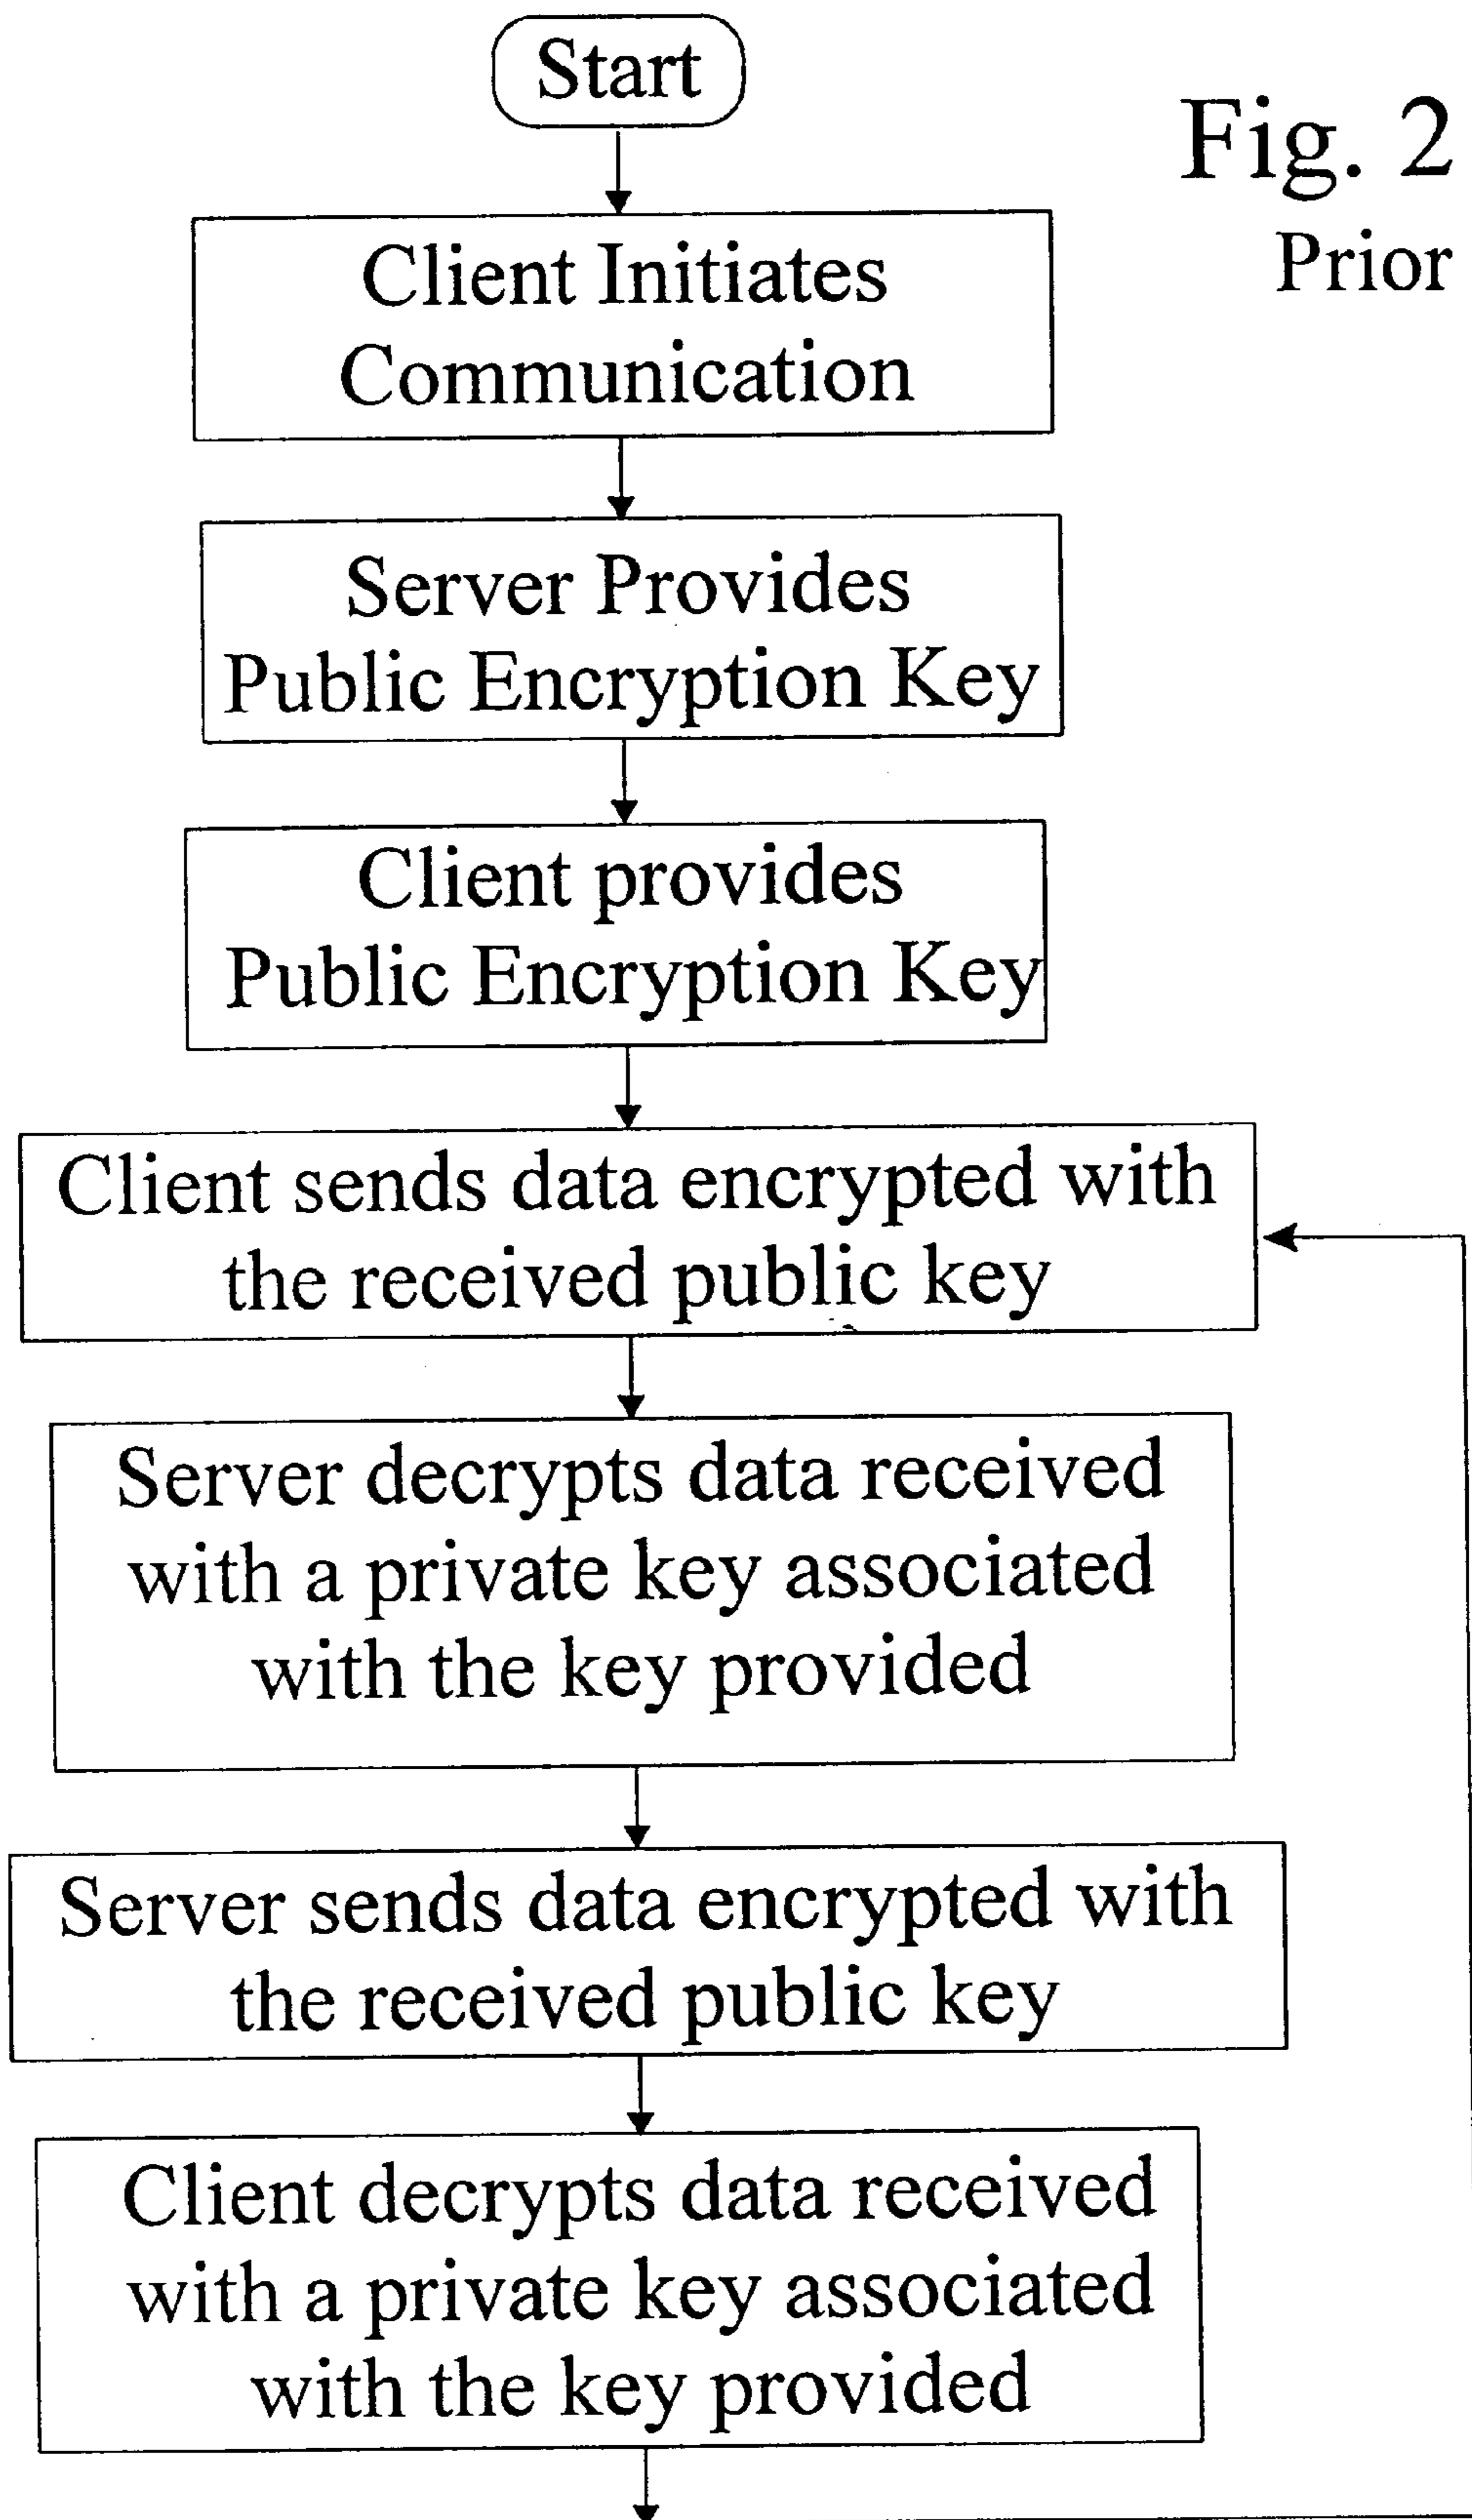 Start
Fig. 2
Prior
Client Initiates
Communication
Server Provides
Public Encryption Key
Client provides
Public Encryption Key
Client sends data encrypted with
the received public key
Server decrypts data received
with a private key associated
with the key provided
Server sends data encrypted with
the received public key
Client decrypts data received
with a private key associated
with the key provided